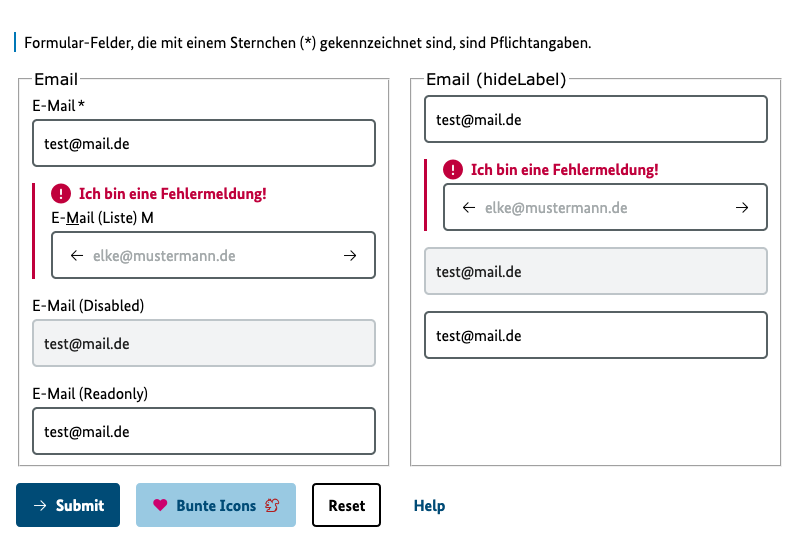 Formular-Felder, die mit einem Sternchen (*) gekennzeichnet sind, sind Pflichtangaben.
Email
E-Mail *
test@mail.de
Ich bin eine Fehlermeldung!
E-Mail (Liste) M
elke@mustermann.de
E-Mail (Disabled)
test@mail.de
E-Mail (Readonly)
test@mail.de
Email (hideLabel)
test@mail.de
Ich bin eine Fehlermeldung!
elke@mustermann.de
test@mail.de
test@mail.de
Submit
Bunte Icons
Reset
Help